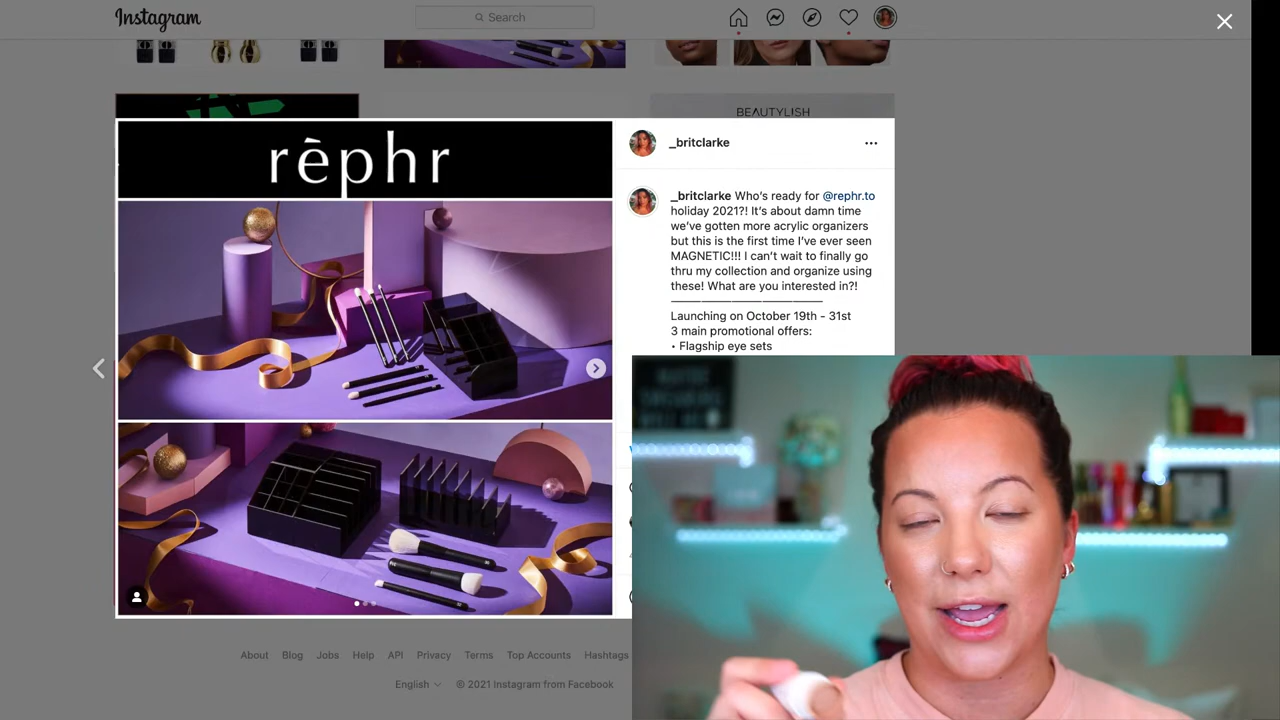 Instagram
Search
BEAUTYLISH
rēphr
_britclarke
_britclarke Who's ready for @rephr.to
holiday 2021?! It's about damn time
we've gotten more acrylic organizers
but this is the first time I've ever seen
MAGNETIC!!! I can't wait to finally go
thru my collection and organize using
these! What are you interested in?!
Launching on October 19th - 31st
3 main promotional offers:
• Flagship eye sets
About Blog Jobs Help API Privacy Terms Top Accounts Hashtags
English © 2021 Instagram from Facebook